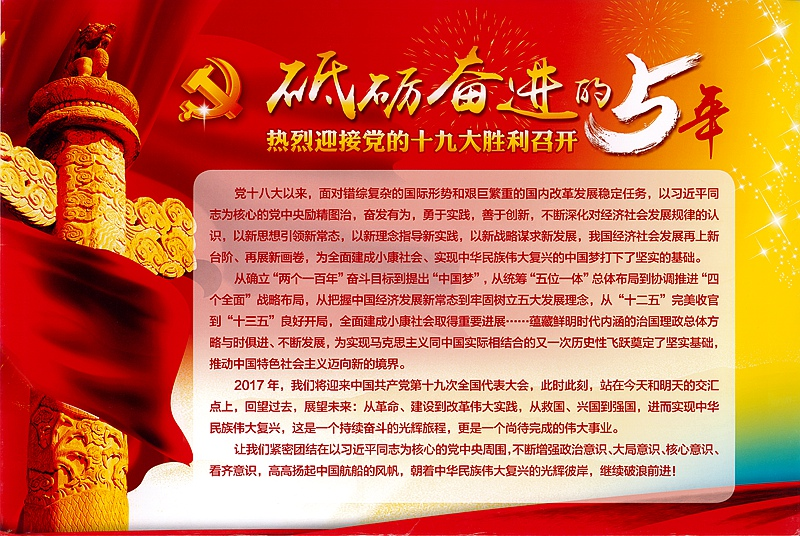 砥砺奋进的5年
热烈迎接党的十九大胜利召开
党十八大以来，面对错综复杂的国际形势和艰巨繁重的国内改革发展稳定任务，以习近平同
志为核心的党中央励精图治，奋发有为，勇于实践，善于创新，不断深化对经济社会发展规律的认
识，以新思想引领新常态，以新理念指导新实践，以新战略谋求新发展，我国经济社会发展再上新
台阶、再展新画卷，为全面建成小康社会、实现中华民族伟大复兴的中国梦打下了坚实的基础。
从确立“两个一百年”奋斗目标到提出“中国梦”，从统筹“五位一体”总体布局到协调推进“四
个全面”战略布局，从把握中国经济发展新常态到牢固树立五大发展理念，从“十二五”完美收官
到“十三五”良好开局，全面建成小康社会取得重要进展……蕴藏鲜明时代内涵的治国理政总体方
略与时俱进、不断发展，为实现马克思主义同中国实际相结合的又一次历史性飞跃奠定了坚实基础，
推动中国特色社会主义迈向新的境界。
2017年，我们将迎来中国共产党第十九次全国代表大会，此时此刻，站在今天和明天的交汇
点上，回望过去，展望未来：从革命、建设到改革伟大实践，从救国、兴国到强国，进而实现中华
民族伟大复兴，这是一个持续奋斗的光辉旅程，更是一个尚待完成的伟大事业。
让我们紧密团结在以习近平同志为核心的党中央周围，不断增强政治意识、大局意识、核心意识、
看齐意识，高高扬起中国航船的风帆，朝着中华民族伟大复兴的光辉彼岸，继续破浪前进！